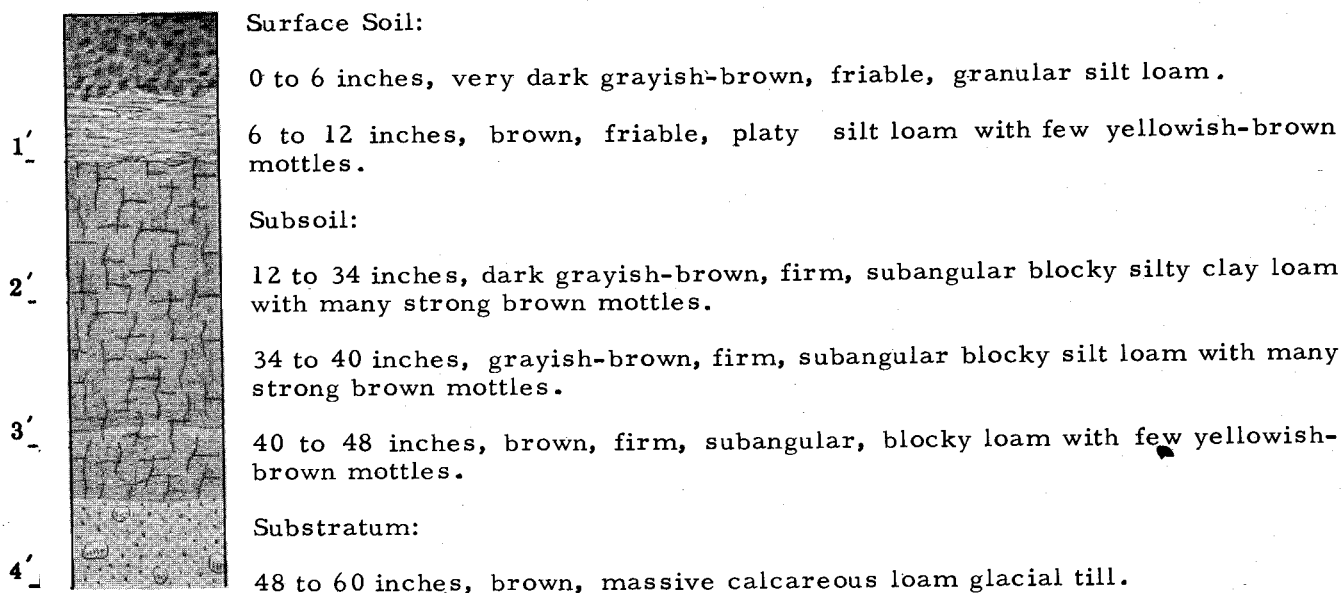 Surface Soil:
0 to 6 inches, very dark grayish-brown, friable, granular silt loam.
1'
6 to 12 inches, brown, friable, platy silt loam with few yellowish-brown
mottles.
Subsoil:
2'
12 to 34 inches, dark grayish-brown, firm, subangular blocky silty clay loam
with many strong brown mottles.
34 to 40 inches, grayish-brown, firm, subangular blocky silt loam with many
strong brown mottles.
3'
40 to 48 inches, brown, firm, subangular, blocky loam with few yellowish-
brown mottles.
Substratum:
4'
48 to 60 inches, brown, massive calcareous loam glacial till.